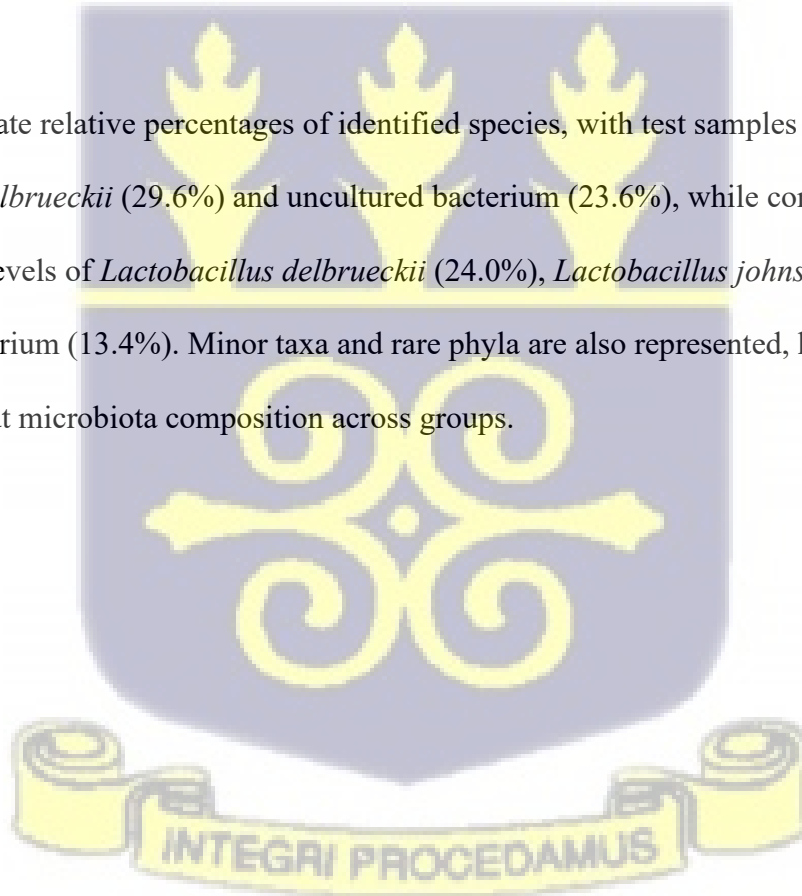 ate relative percentages of identified species, with test samples
lbrueckii (29.6%) and uncultured bacterium (23.6%), while con
evels of Lactobacillus delbrueckii (24.0%), Lactobacillus johns
rium (13.4%). Minor taxa and rare phyla are also represented, h
t microbiota composition across groups.
INTEGRI PROCEDAMUS